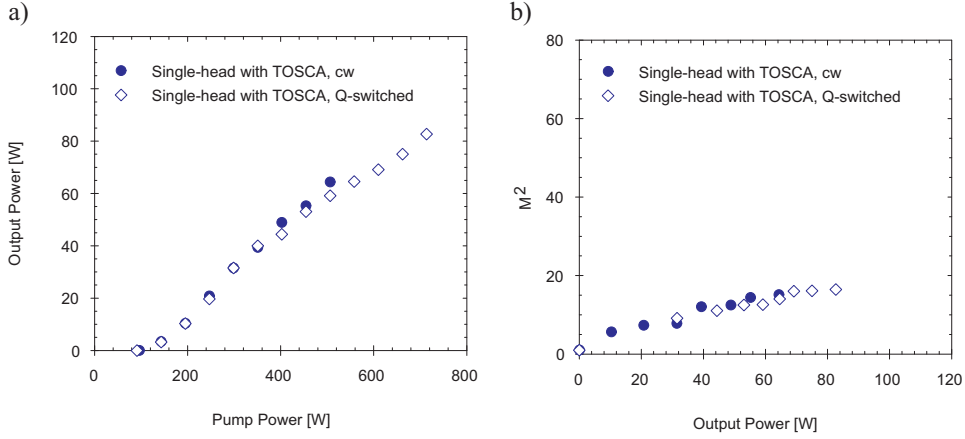 a)
120
100
80
60
40
20
0
Output Power [W]
Single-head with TOSCA, cw
Single-head with TOSCA, Q-switched
0 200 400 600 800
Pump Power [W]
b)
80
60
40
20
0
M²
Single-head with TOSCA, cw
Single-head with TOSCA, Q-switched
0 20 40 60 80 100 120
Output Power [W]